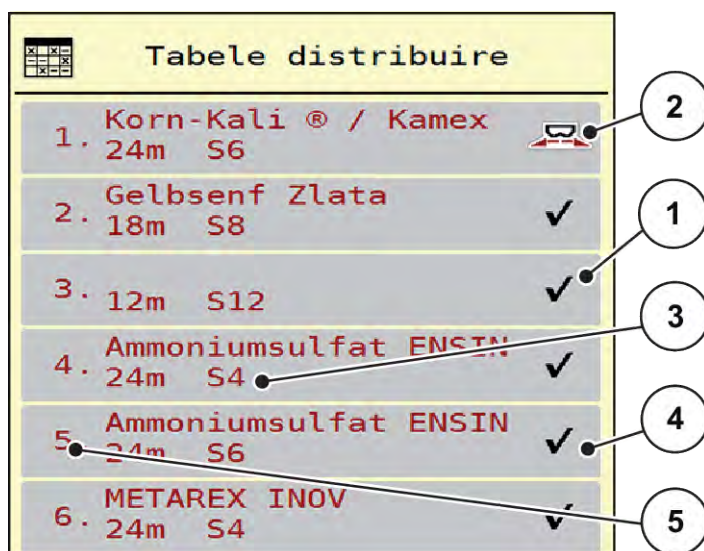 Tabele distribuire
2
1. Korn-Kali ® / Kamex
24m S6
2. Gelbsenf Zlata
18m S8
1
3.
12m S12
3
4. Ammoniumsulfat ENSIN
24m S4
4
5. Ammoniumsulfat ENSIN
24m S6
5
6. METAREX INOV
24m S4